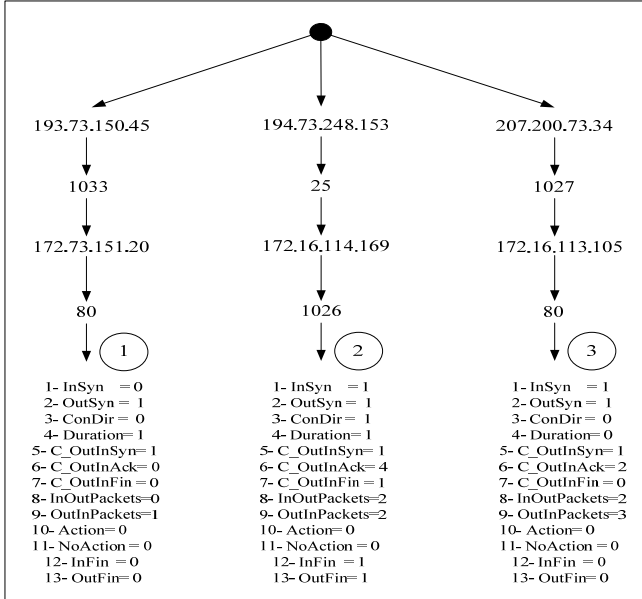 193.73.150.45
1033
172.73.151.20
80
1
1- InSyn = 0
2- OutSyn = 1
3- ConDir = 0
4- Duration= 1
5- C_OutInSyn= 1
6- C_OutInAck= 0
7- C_OutInFin= 0
8- InOutPackets=0
9- OutInPackets=1
10- Action= 0
11- NoAction= 0
12- InFin = 0
13- OutFin= 0
194.73.248.153
25
172.16.114.169
1026
2
1- InSyn = 1
2- OutSyn = 1
3- ConDir = 1
4- Duration= 1
5- C_OutInSyn= 1
6- C_OutInAck= 4
7- C_OutInFin= 1
8- InOutPackets=2
9- OutInPackets=2
10- Action= 0
11- NoAction= 0
12- InFin = 1
13- OutFin= 1
207.200.73.34
1027
172.16.113.105
80
3
1- InSyn = 1
2- OutSyn = 1
3- ConDir = 0
4- Duration= 0
5- C_OutInSyn= 1
6- C_OutInAck= 2
7- C_OutInFin= 0
8- InOutPackets=2
9- OutInPackets=3
10- Action= 0
11- NoAction= 0
12- InFin = 0
13- OutFin= 0